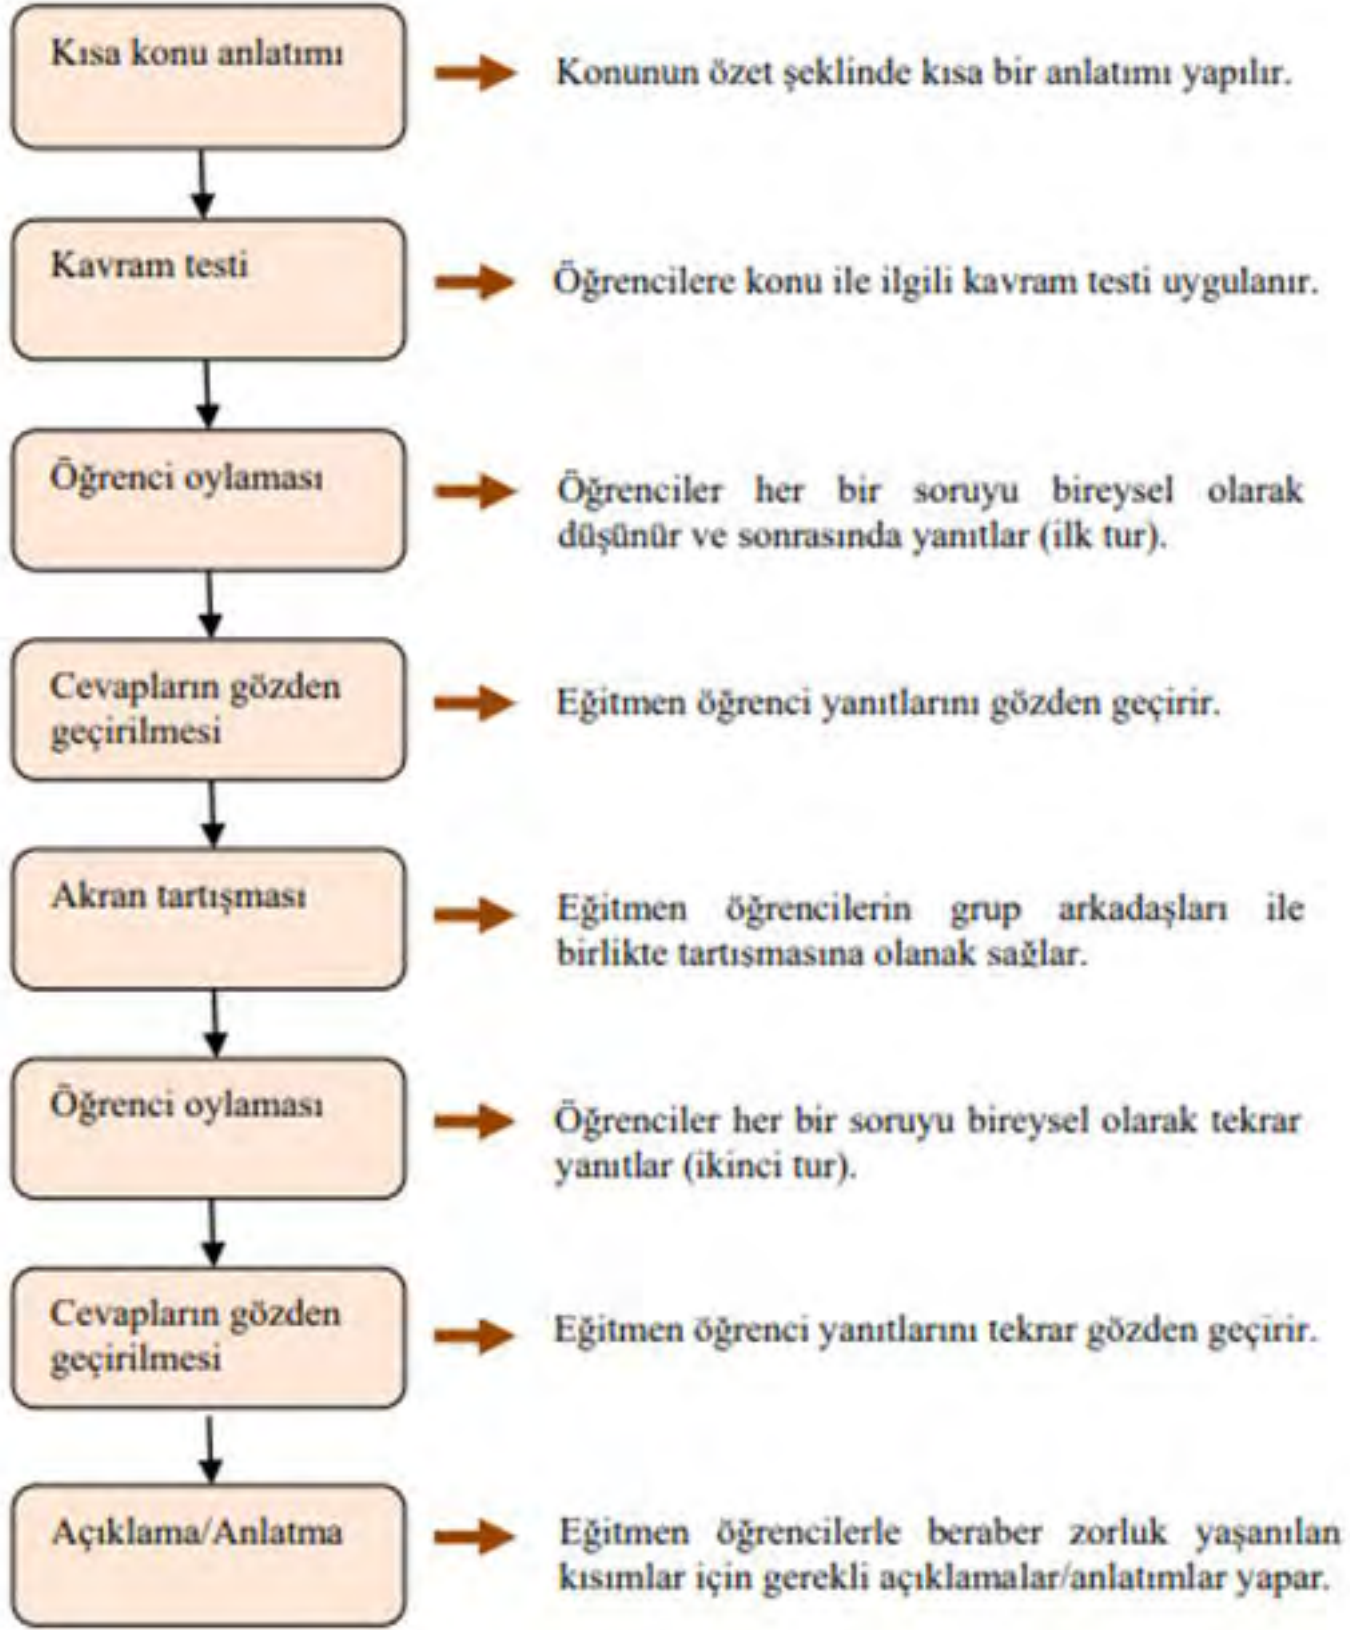 Kısa konu anlatımı
Konunun özet şeklinde kısa bir anlatımı yapılır.
Kavram testi
Öğrencilere konu ile ilgili kavram testi uygulanır.
Öğrenci oylaması
Öğrenciler her bir soruyu bireysel olarak
düşünür ve sonrasında yanıtlar (ilk tur).
Cevapların gözden
geçirilmesi
Eğitmen öğrenci yanıtlarını gözden geçirir.
Akran tartışması
Eğitmen öğrencilerin grup arkadaşları ile
birlikte tartışmasına olanak sağlar.
Öğrenci oylaması
Öğrenciler her bir soruyu bireysel olarak tekrar
yanıtlar (ikinci tur).
Cevapların gözden
geçirilmesi
Eğitmen öğrenci yanıtlarını tekrar gözden geçirir.
Açıklama/Anlatma
Eğitmen öğrencilerle beraber zorluk yaşanılan
kısımlar için gerekli açıklamalar/anlatımlar yapar.